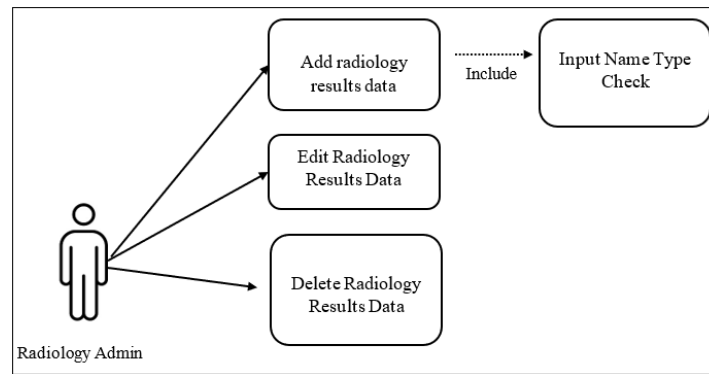 Add radiology
results data
Include
Input Name Type
Check
Edit Radiology
Results Data
Delete Radiology
Results Data
Radiology Admin